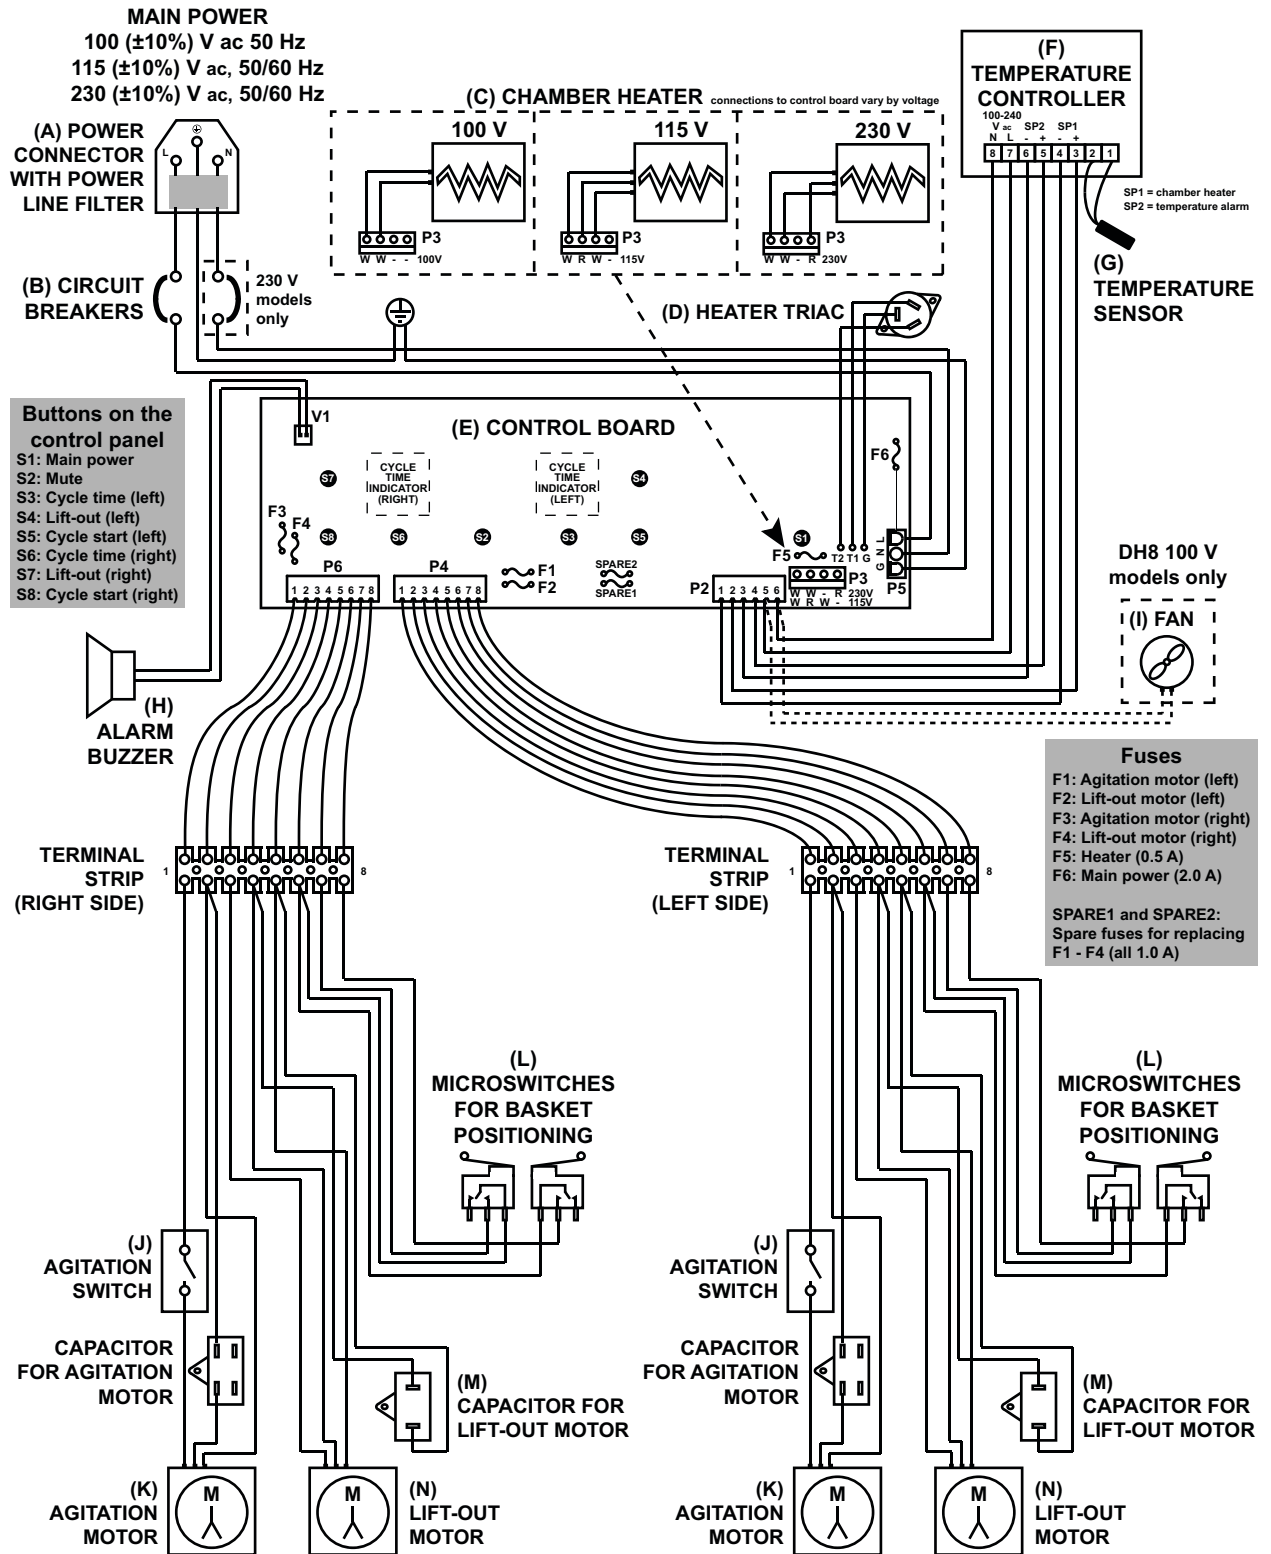 MAIN POWER
100 (±10%) V ac 50 Hz
115 (±10%) V ac, 50/60 Hz
230 (±10%) V ac, 50/60 Hz
(A) POWER
CONNECTOR
WITH POWER
LINE FILTER
L
N
(B) CIRCUIT
BREAKERS
230 V
models
only
(C) CHAMBER HEATER connections to control board vary by voltage
100 V
P3
W W - - 100V
115 V
P3
W R W - 115V
230 V
P3
W W - R 230V
(D) HEATER TRIAC
(F)
TEMPERATURE
CONTROLLER
100-240
V ac SP2 SP1
N L - + - +
8 7 6 5 4 3 2 1
SP1 = chamber heater
SP2 = temperature alarm
(G)
TEMPERATURE
SENSOR
Buttons on the
control panel
S1: Main power
S2: Mute
S3: Cycle time (left)
S4: Lift-out (left)
S5: Cycle start (left)
S6: Cycle time (right)
S7: Lift-out (right)
S8: Cycle start (right)
V1
(E) CONTROL BOARD
F6
S7
CYCLE
TIME
INDICATOR
(RIGHT)
CYCLE
TIME
INDICATOR
(LEFT)
S4
F3
F4
S8
S6
S2
S3
S5
S1
F5
T2 T1 G
L
N
G
P5
P6
1 2 3 4 5 6 7 8
P4
1 2 3 4 5 6 7 8
F1
F2
SPARE2
SPARE1
P2
1 2 3 4 5 6
P3
W W - R 230V
W R W - 115V
DH8 100 V
models only
(I) FAN
(H)
ALARM
BUZZER
Fuses
F1: Agitation motor (left)
F2: Lift-out motor (left)
F3: Agitation motor (right)
F4: Lift-out motor (right)
F5: Heater (0.5 A)
F6: Main power (2.0 A)
SPARE1 and SPARE2:
Spare fuses for replacing
F1 - F4 (all 1.0 A)
TERMINAL
STRIP
(RIGHT SIDE)
1
8
TERMINAL
STRIP
(LEFT SIDE)
1
8
(L)
MICROSWITCHES
FOR BASKET
POSITIONING
(L)
MICROSWITCHES
FOR BASKET
POSITIONING
(J)
AGITATION
SWITCH
(J)
AGITATION
SWITCH
CAPACITOR
FOR AGITATION
MOTOR
(M)
CAPACITOR FOR
LIFT-OUT MOTOR
CAPACITOR
FOR AGITATION
MOTOR
(M)
CAPACITOR FOR
LIFT-OUT MOTOR
(K)
AGITATION
MOTOR
M
M
(N)
LIFT-OUT
MOTOR
(K)
AGITATION
MOTOR
M
M
(N)
LIFT-OUT
MOTOR